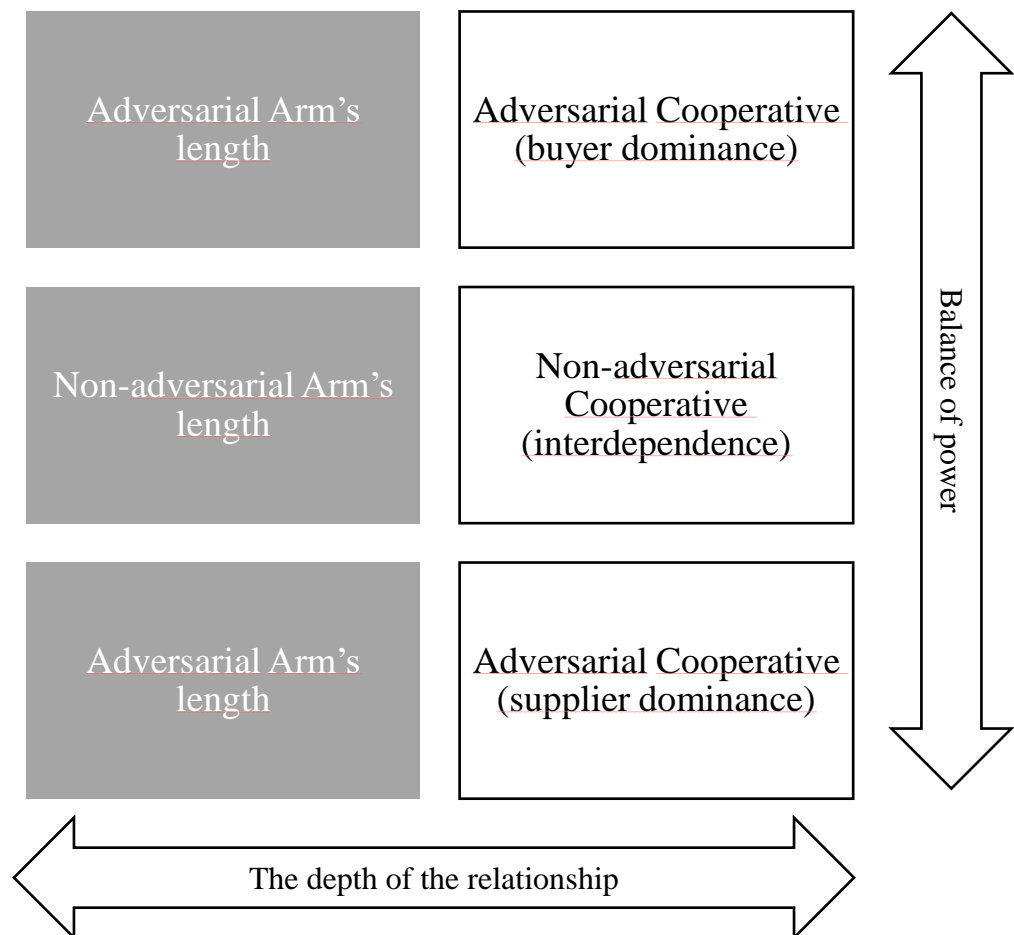 Adversarial Arm’s
length
Adversarial Cooperative
(buyer dominance)
Non-adversarial Arm’s
length
Non-adversarial
Cooperative
(interdependence)
Adversarial Arm’s
length
Adversarial Cooperative
(supplier dominance)
Balance of power
The depth of the relationship